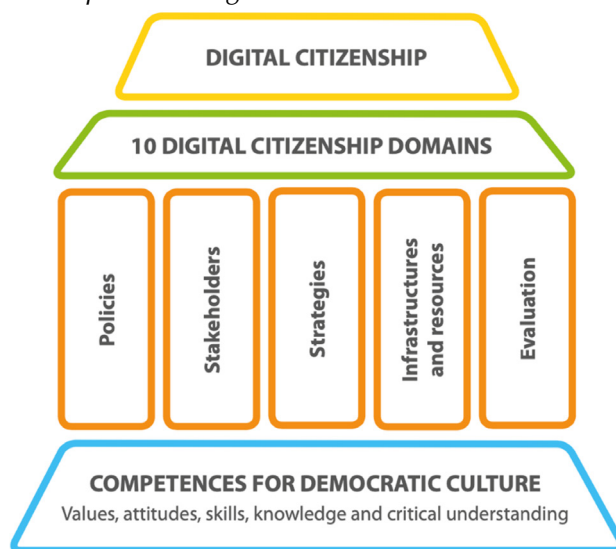 DIGITAL CITIZENSHIP
10 DIGITAL CITIZENSHIP DOMAINS
Policies
Stakeholders
Strategies
Infrastructures
and resources
Evaluation
COMPETENCES FOR DEMOCRATIC CULTURE
Values, attitudes, skills, knowledge and critical understanding